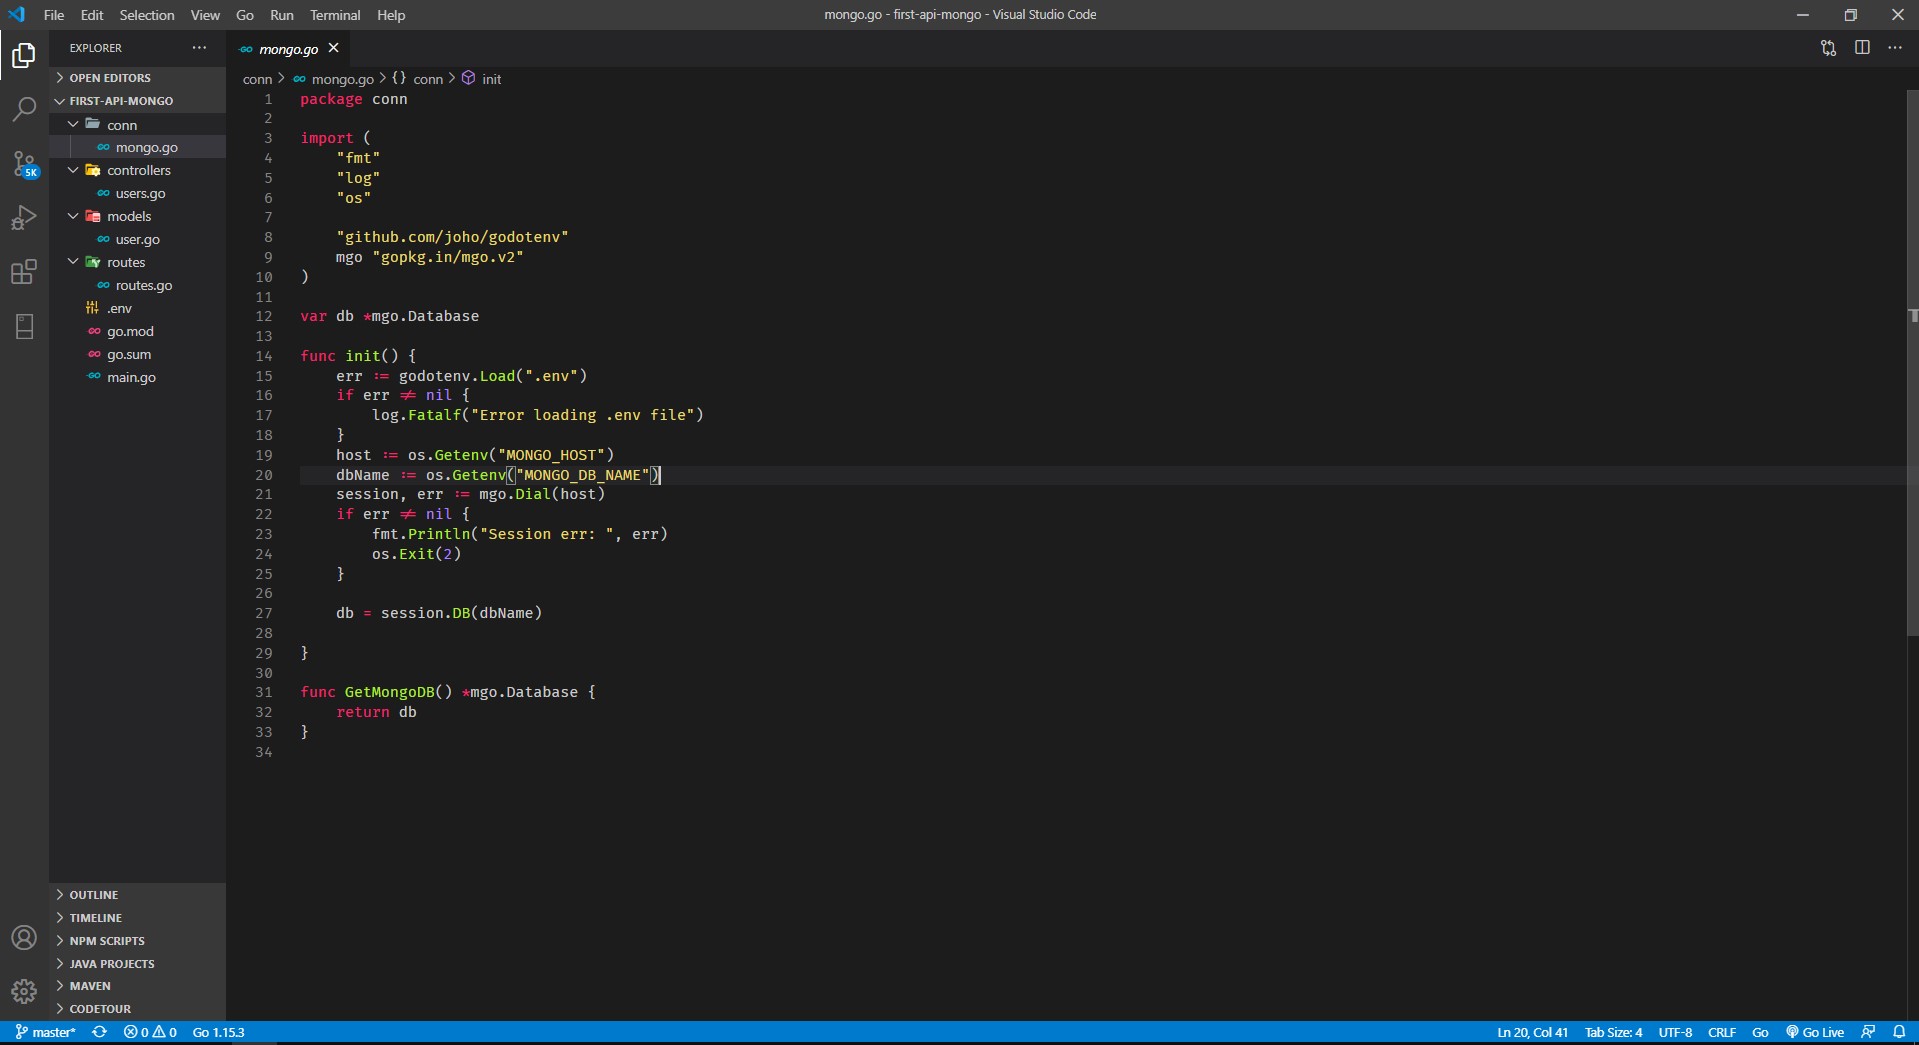 File Edit Selection View Go Run Terminal Help
mongo.go - first-api-mongo - Visual Studio Code
EXPLORER
OPEN EDITORS
FIRST-API-MONGO
conn
mongo.go
controllers
users.go
models
user.go
routes
routes.go
.env
go.mod
go.sum
main.go
OUTLINE
TIMELINE
NPM SCRIPTS
JAVA PROJECTS
MAVEN
CODETOUR
5K
GO mongo.go
conn > mongo.go > {} conn > init
1 package conn
2
3 import (
4 "fmt"
5 "log"
6 "os"
7
8 "github.com/joho/godotenv"
9 mgo "gopkg.in/mgo.v2"
10 )
11
12 var db *mgo.Database
13
14 func init() {
15 err := godotenv.Load(".env")
16 if err != nil {
17 log.Fatalf("Error loading .env file")
18 }
19 host := os.Getenv("MONGO_HOST")
20 dbName := os.Getenv("MONGO_DB_NAME")
21 session, err := mgo.Dial(host)
22 if err != nil {
23 fmt.Println("Session err: ", err)
24 os.Exit(2)
25 }
26
27 db = session.DB(dbName)
28
29 }
30
31 func GetMongoDB() *mgo.Database {
32 return db
33 }
34
master* 0 0 Go 1.15.3
Ln 20, Col 41 Tab Size: 4 UTF-8 CRLF Go Go Live